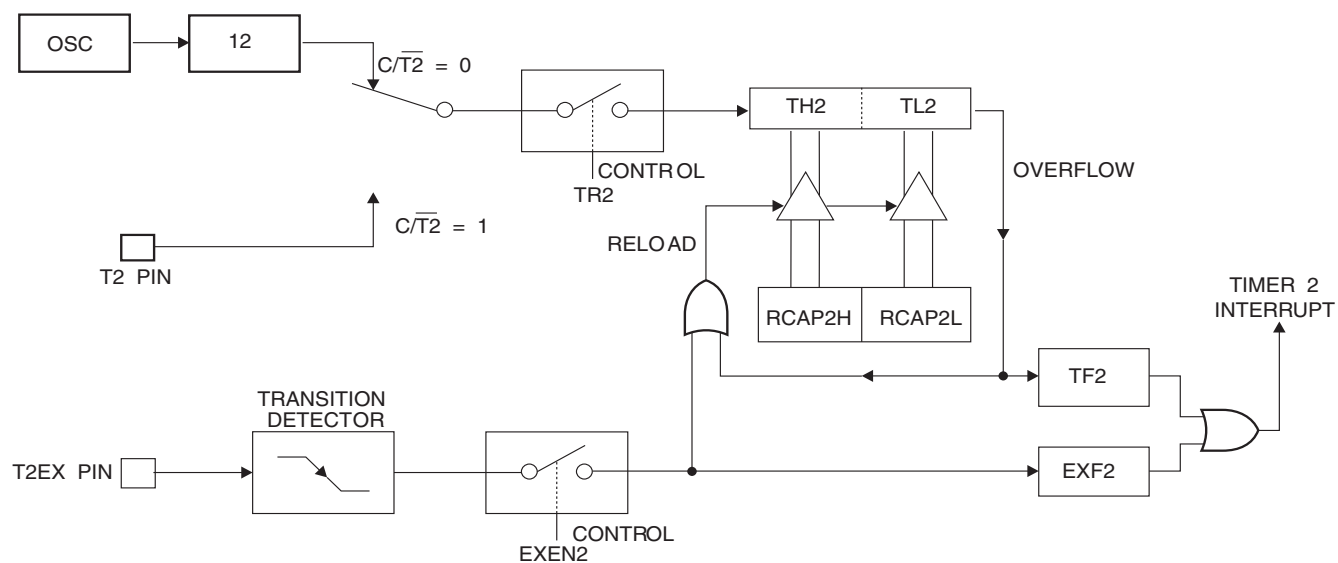 OSC
12
C/T2̅ = 0
TH2
TL2
CONTROL
TR2
OVERFLOW
C/T2̅ = 1
RELOAD
T2 PIN
RCAP2H
RCAP2L
TIMER 2
INTERRUPT
TF2
TRANSITION
DETECTOR
T2EX PIN
EXF2
CONTROL
EXEN2